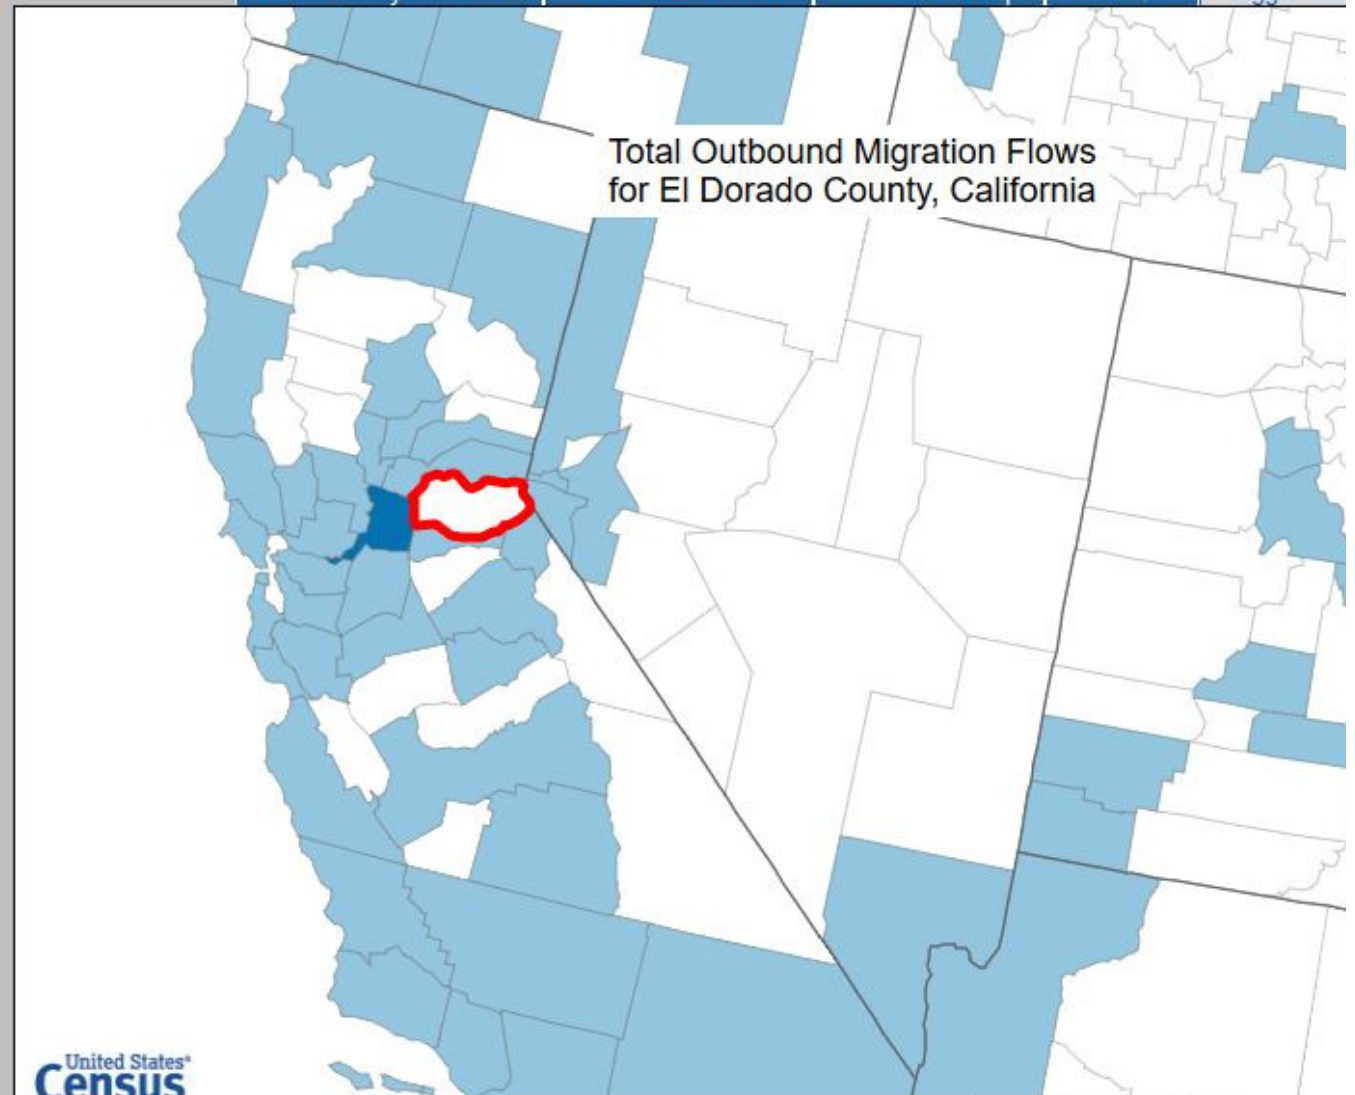 Total Outbound Migration Flows
for El Dorado County, California
United States®
Census